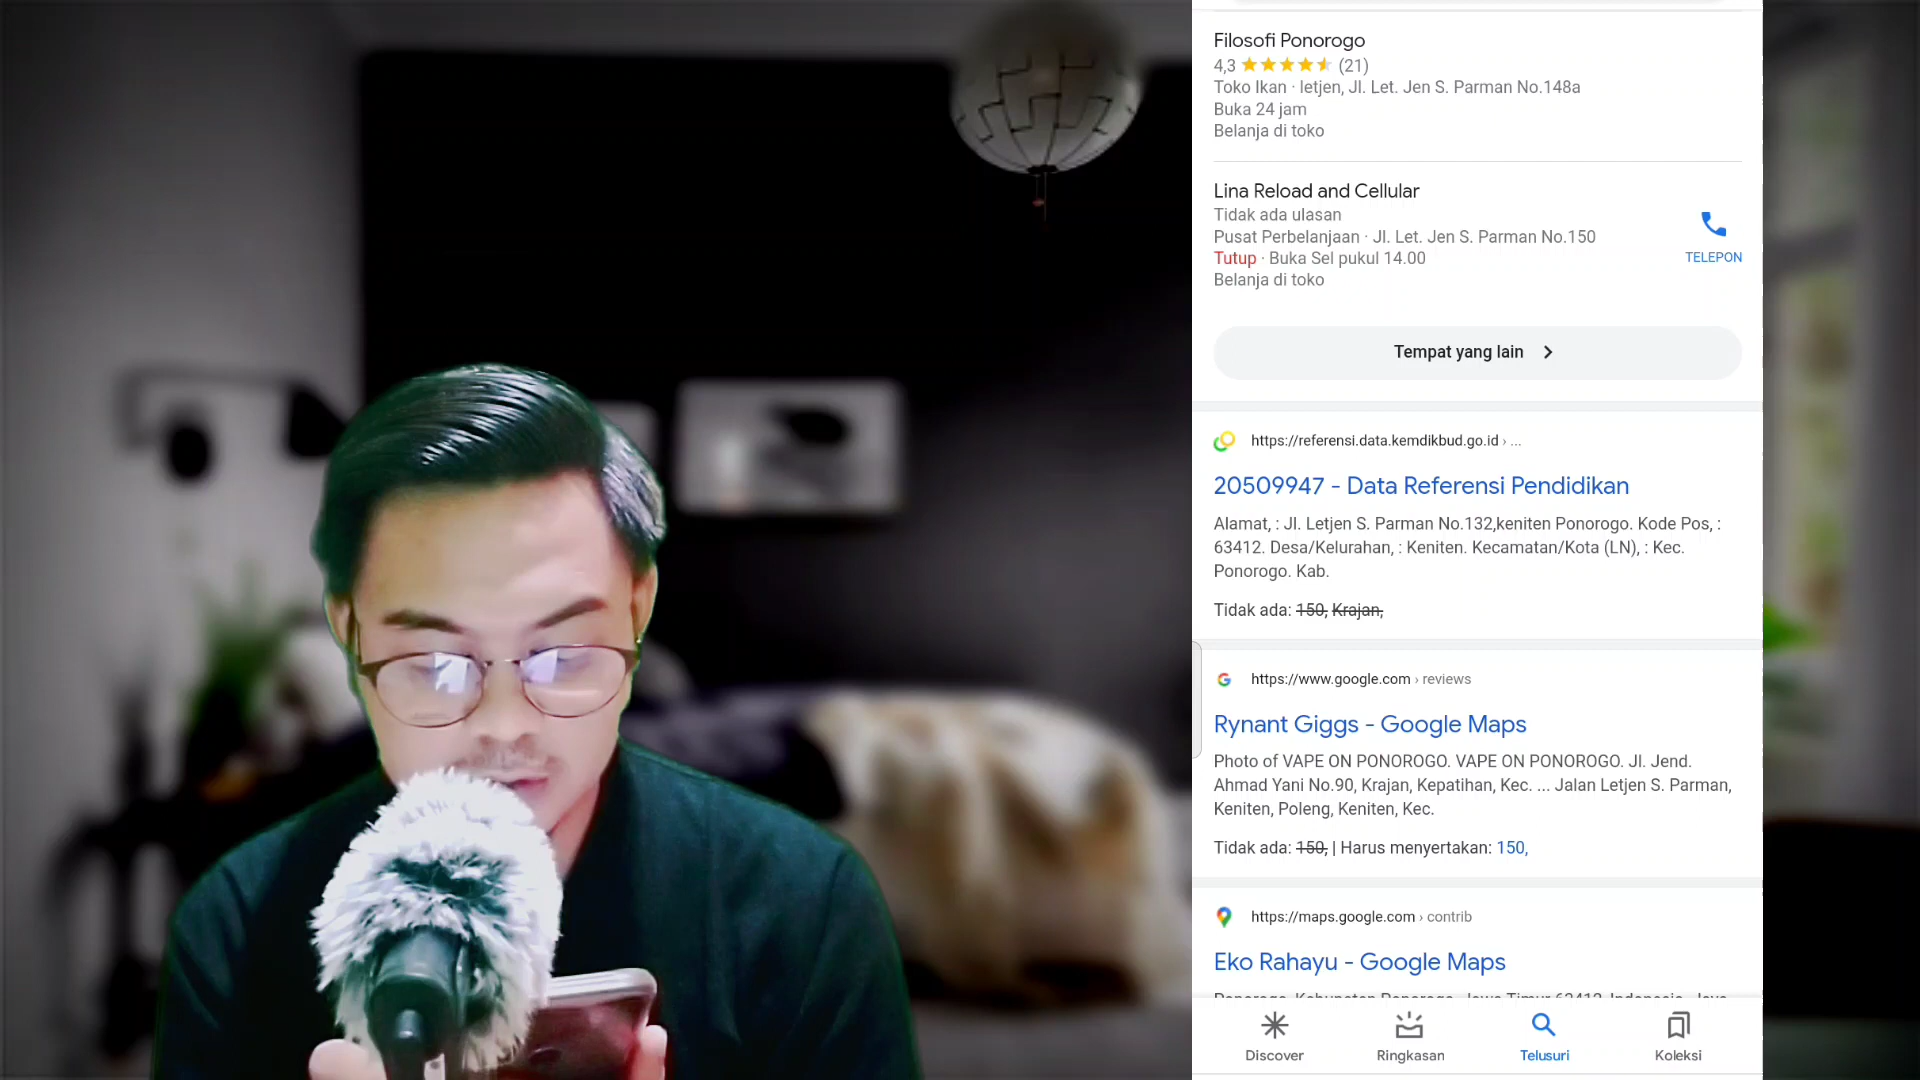 Filosofi Ponorogo
4,3 (21)
Toko Ikan · letjen, Jl. Let. Jen S. Parman No.148a
Buka 24 jam
Belanja di toko
Lina Reload and Cellular
Tidak ada ulasan
Pusat Perbelanjaan · Jl. Let. Jen S. Parman No.150
Tutup · Buka Sel pukul 14.00
Belanja di toko
TELEPON
Tempat yang lain
https://referensi.data.kemdikbud.go.id › ...
20509947 - Data Referensi Pendidikan
Alamat, : Jl. Letjen S. Parman No.132,keniten Ponorogo. Kode Pos, :
63412. Desa/Kelurahan, : Keniten. Kecamatan/Kota (LN), : Kec.
Ponorogo. Kab.
Tidak ada: 150, Krajan,
https://www.google.com › reviews
Rynant Giggs - Google Maps
Photo of VAPE ON PONOROGO. VAPE ON PONOROGO. Jl. Jend.
Ahmad Yani No.90, Krajan, Kepatihan, Kec. ... Jalan Letjen S. Parman,
Keniten, Poleng, Keniten, Kec.
Tidak ada: 150, | Harus menyertakan: 150,
https://maps.google.com › contrib
Eko Rahayu - Google Maps
Discover
Ringkasan
Telusuri
Koleksi